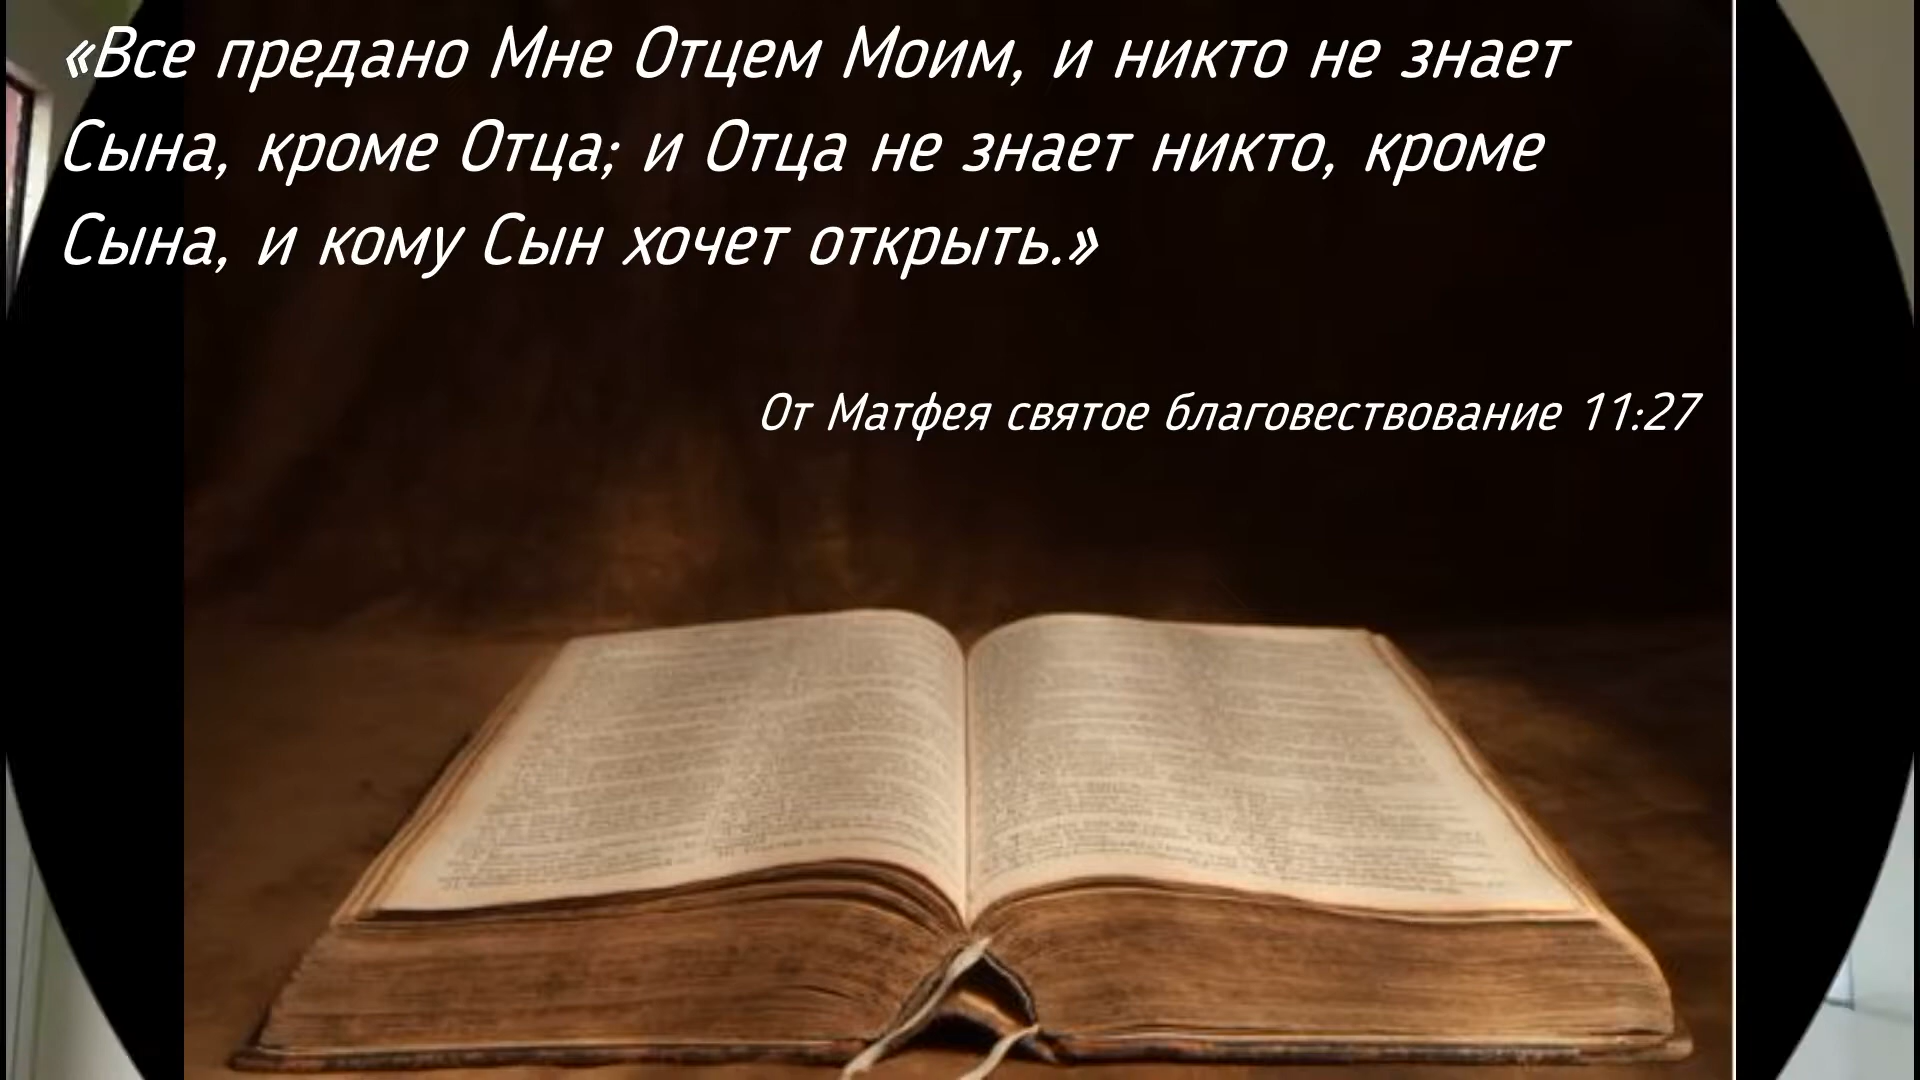 «Все предано Мне Отцем Моим, и никто не знает
Сына, кроме Отца; и Отца не знает никто, кроме
Сына, и кому Сын хочет открыть.»
От Матфея святое благовествование 11:27